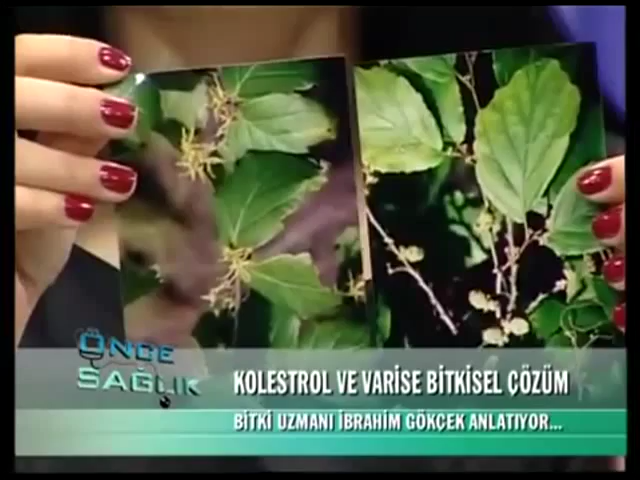 ÖNCE
SAĞLIK
KOLESTROL VE VARİSE BİTKİSEL ÇÖZÜM
BİTKİ UZMANI İBRAHİM GÖKÇEK ANLATIYOR...